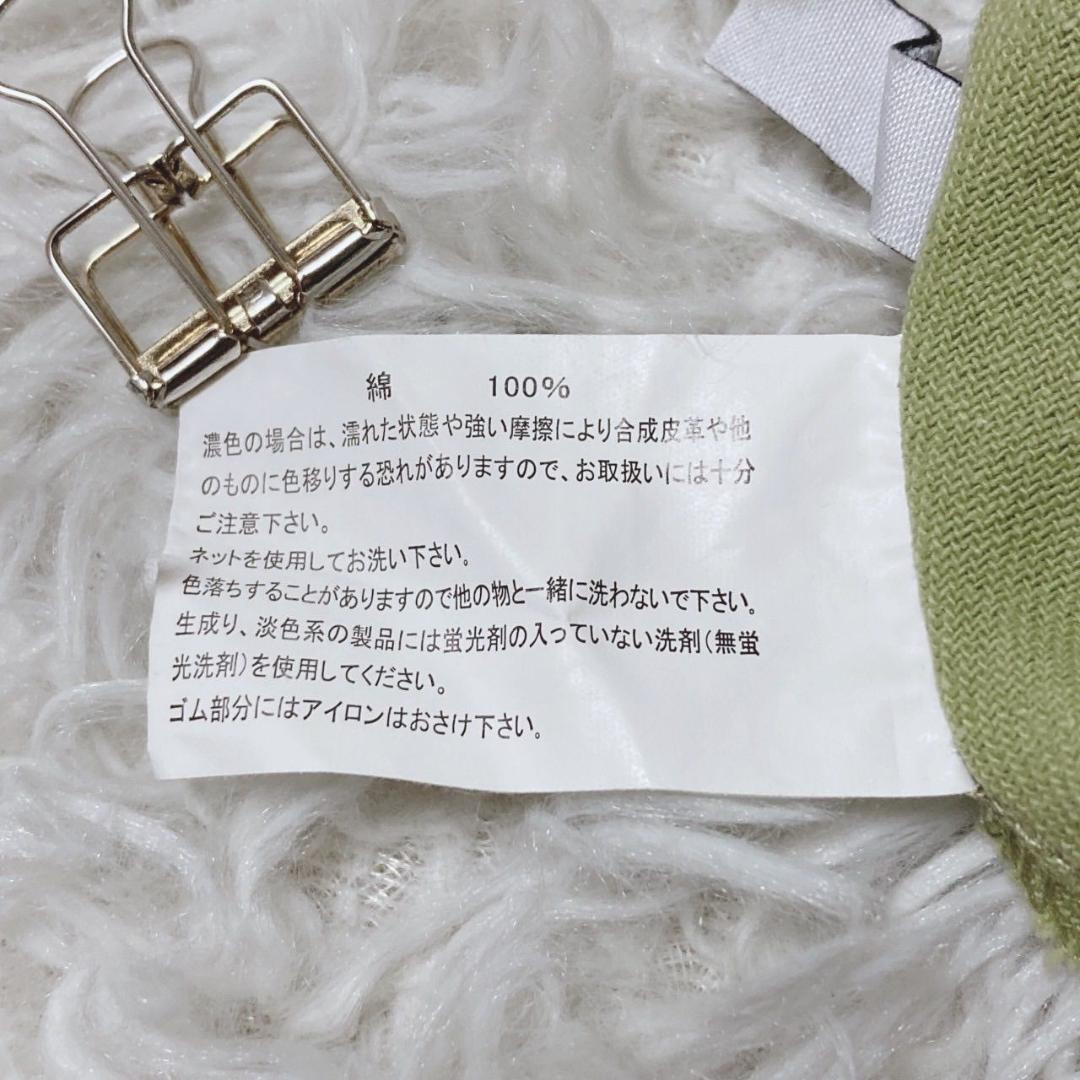 綿 100%
濃色の場合は、濡れた状態や強い摩擦により合成皮革や他
のものに色移りする恐れがありますので、お取扱いには十分
ご注意下さい。
ネットを使用してお洗い下さい。
色落ちすることがありますので他の物と一緒に洗わないで下さい。
生成り、淡色系の製品には蛍光剤の入っていない洗剤(無蛍
光洗剤)を使用してください。
ゴム部分にはアイロンはおさけ下さい。